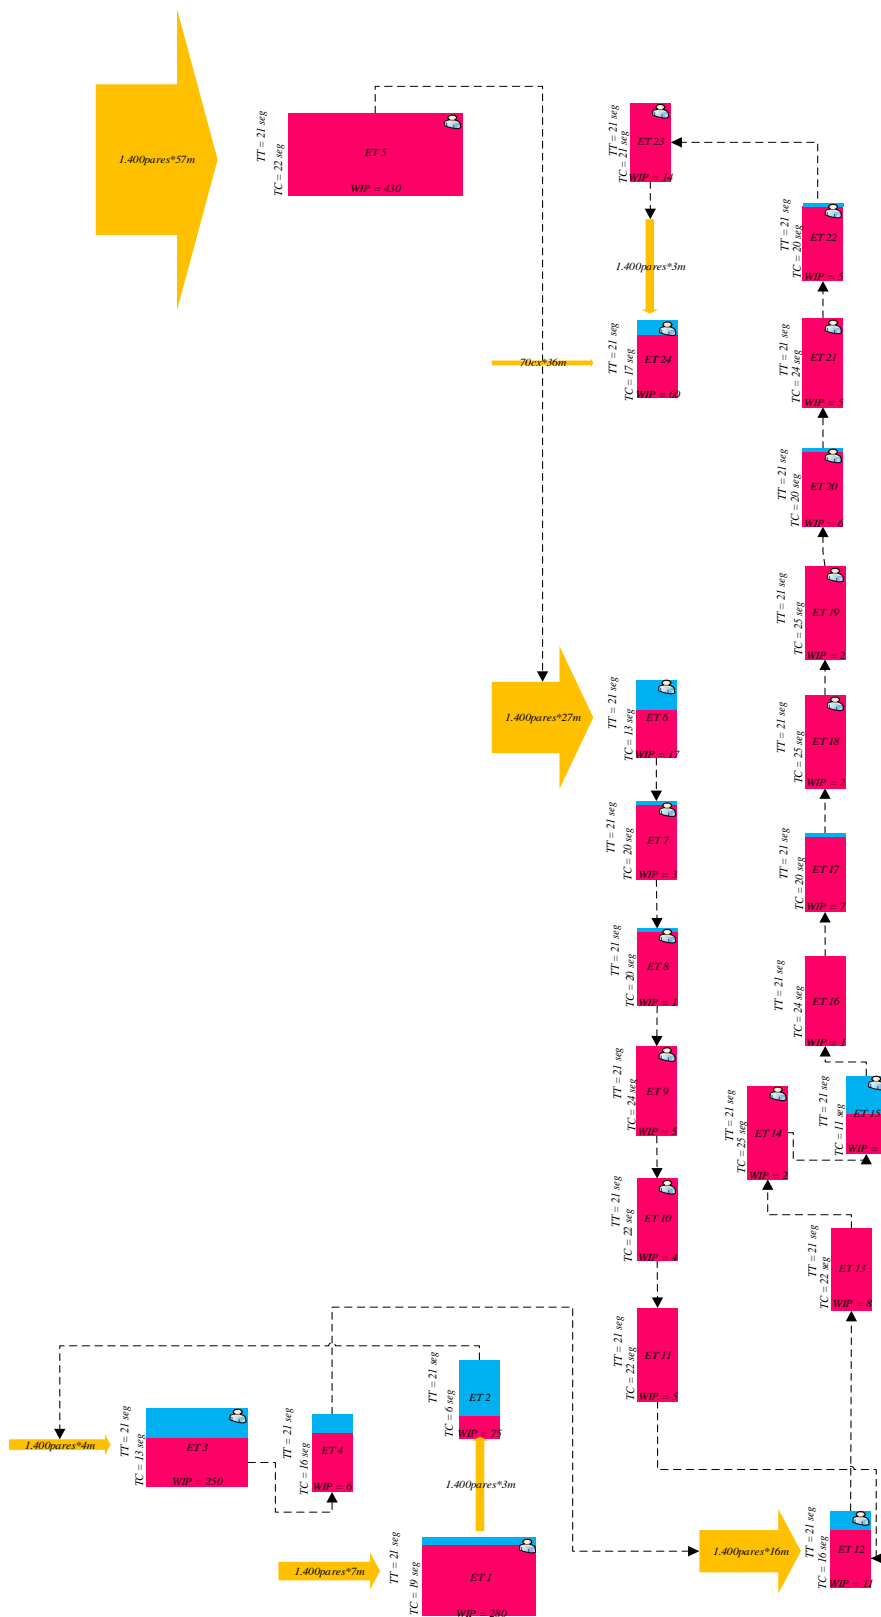 1.400pares*57m
TT = 21 seg
TC = 22 seg
ET 5
WIP = 430
TT = 21 seg
TC = 21 seg
ET 23
WIP = 14
1.400pares*3m
TT = 21 seg
TC = 20 seg
ET 22
WIP = 5
70cx*36m
TT = 21 seg
TC = 17 seg
ET 24
WIP = 60
TT = 21 seg
TC = 24 seg
ET 21
WIP = 5
TT = 21 seg
TC = 20 seg
ET 20
WIP = 6
TT = 21 seg
TC = 25 seg
ET 19
WIP = 2
1.400pares*27m
TT = 21 seg
TC = 13 seg
ET 6
WIP = 17
TT = 21 seg
TC = 25 seg
ET 18
WIP = 2
TT = 21 seg
TC = 20 seg
ET 7
WIP = 3
TT = 21 seg
TC = 20 seg
ET 17
WIP = 7
TT = 21 seg
TC = 20 seg
ET 8
WIP = 1
TT = 21 seg
TC = 24 seg
ET 16
WIP = 1
TT = 21 seg
TC = 24 seg
ET 9
WIP = 5
TT = 21 seg
TC = 25 seg
ET 14
WIP = 2
TT = 21 seg
TC = 11 seg
ET 15
WIP =
TT = 21 seg
TC = 22 seg
ET 10
WIP = 4
TT = 21 seg
TC = 22 seg
ET 13
WIP = 8
TT = 21 seg
TC = 22 seg
ET 11
WIP = 5
TT = 21 seg
TC = 6 seg
ET 2
WIP = 75
1.400pares*4m
TT = 21 seg
TC = 13 seg
ET 3
WIP = 250
TT = 21 seg
TC = 16 seg
ET 4
WIP = 6
1.400pares*3m
1.400pares*7m
TT = 21 seg
TC = 19 seg
ET 1
WIP = 280
1.400pares*16m
TT = 21 seg
TC = 16 seg
ET 12
WIP = 11